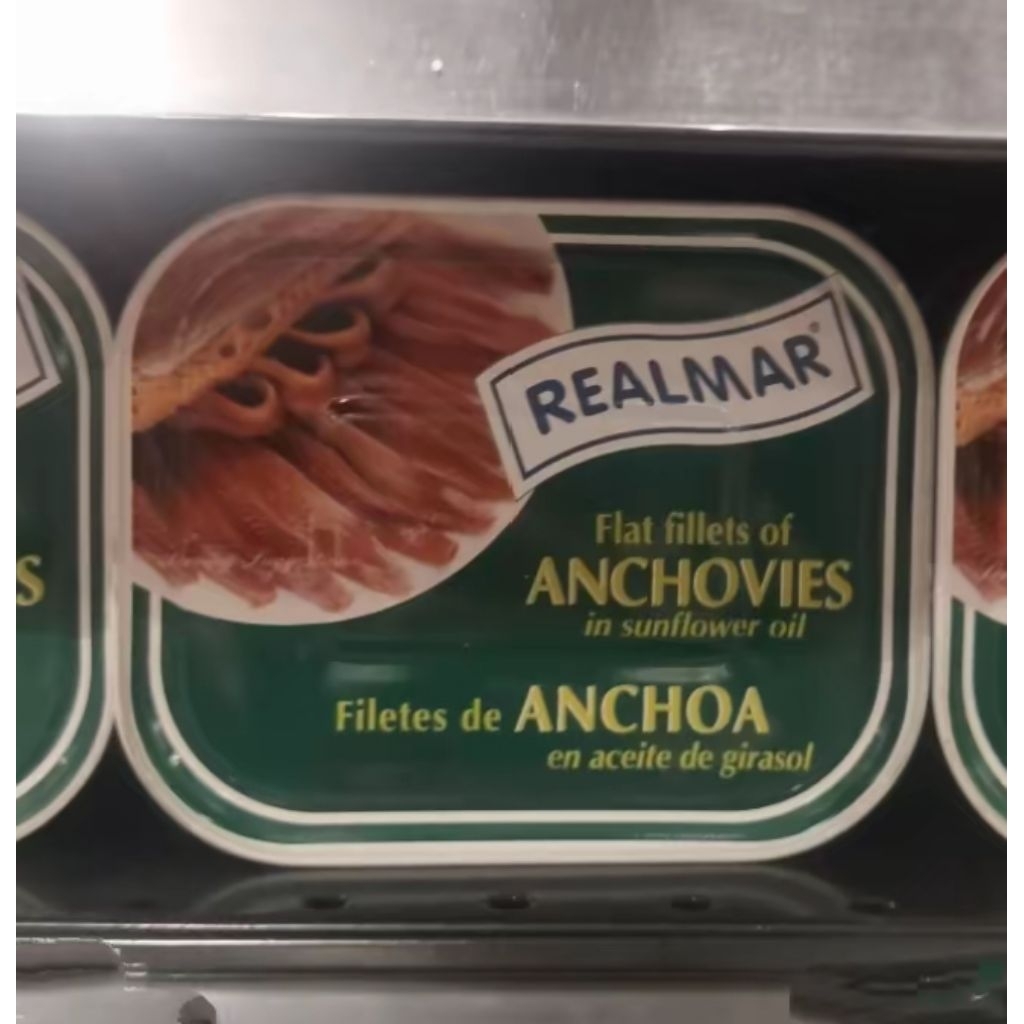 REALMAR®
Flat fillets of
ANCHOVIES
in sunflower oil
Filetes de ANCHOA
en aceite de girasol
S